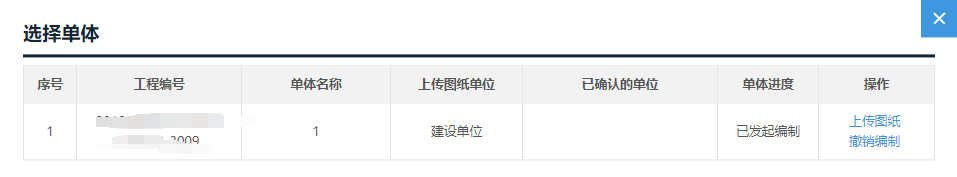 选择单体
序号 工程编号 单体名称 上传图纸单位 已确认的单位 单体进度 操作
1 1 建设单位 已发起编制 上传图纸
2009 撤销编制